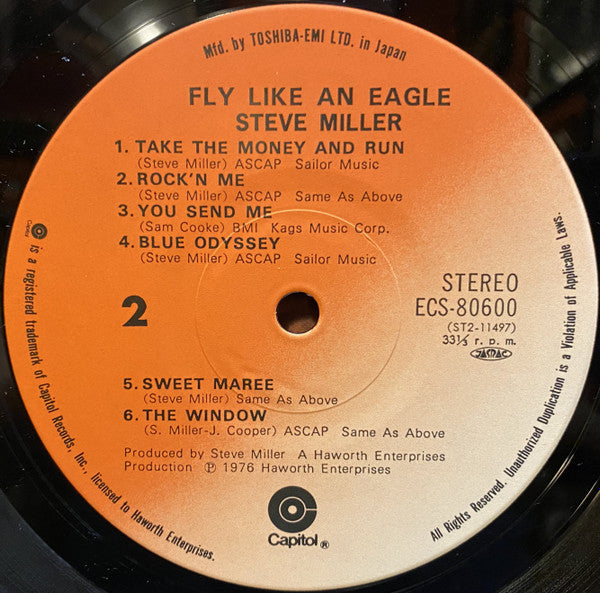 Mfd. by TOSHIBA-EMI LTD. in Japan
FLY LIKE AN EAGLE
STEVE MILLER
1. TAKE THE MONEY AND RUN
(Steve Miller) ASCAP Sailor Music
2. ROCK'N ME
(Steve Miller) ASCAP Same As Above
3. YOU SEND ME
(Sam Cooke) BMI Kags Music Corp.
4. BLUE ODYSSEY
(Steve Miller) ASCAP Sailor Music
2
STEREO
ECS-80600
(ST2-11497)
33⅓ r. p. m.
JASRAC
5. SWEET MAREE
(Steve Miller) Same As Above
6. THE WINDOW
(S. Miller-J. Cooper) ASCAP Same As Above
Produced by Steve Miller A Haworth Enterprises
Production ℗ 1976 Haworth Enterprises
Capitol®
Capitol is a registered trademark of Capitol Records, Inc., licensed to Haworth Enterprises.
All Rights Reserved. Unauthorized Duplication is a Violation of Applicable Laws.